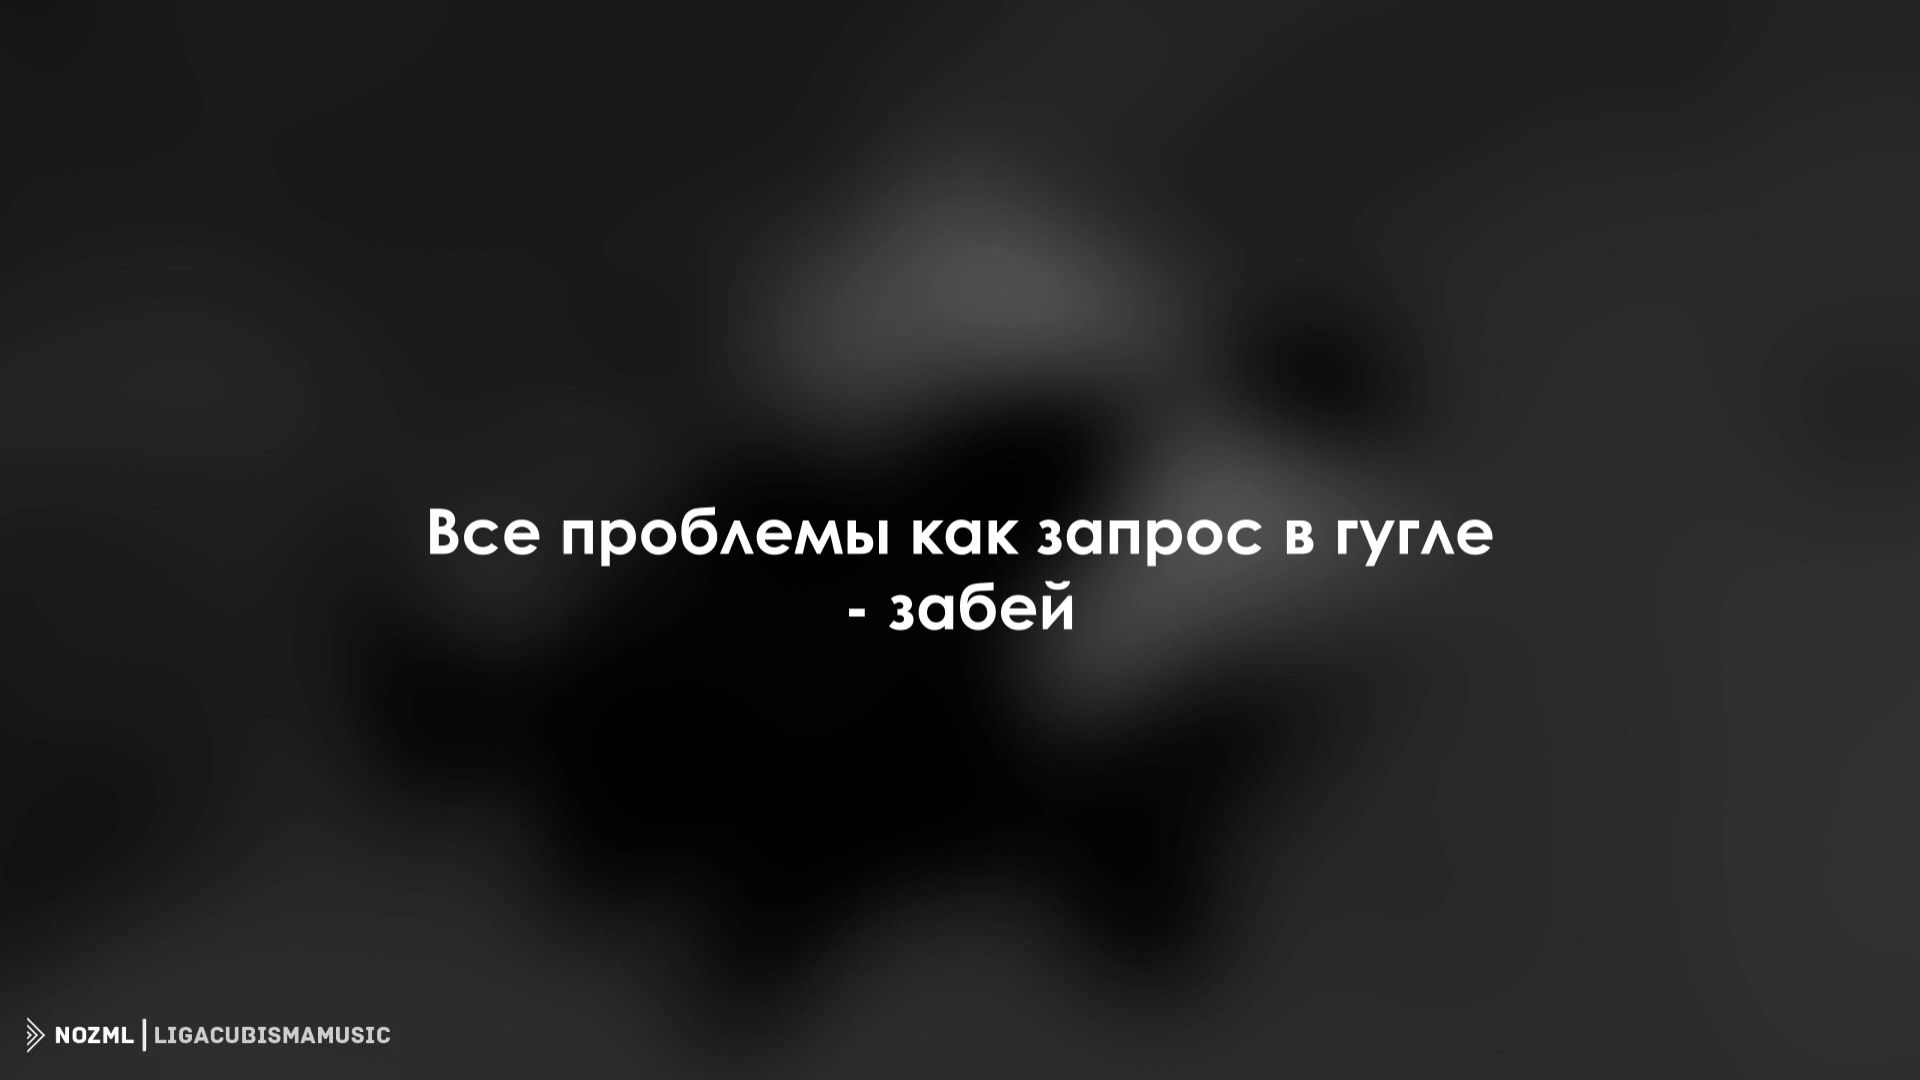 Все проблемы как запрос в гугле
- забей
NOZML | LIGACUBISMAMUSIC